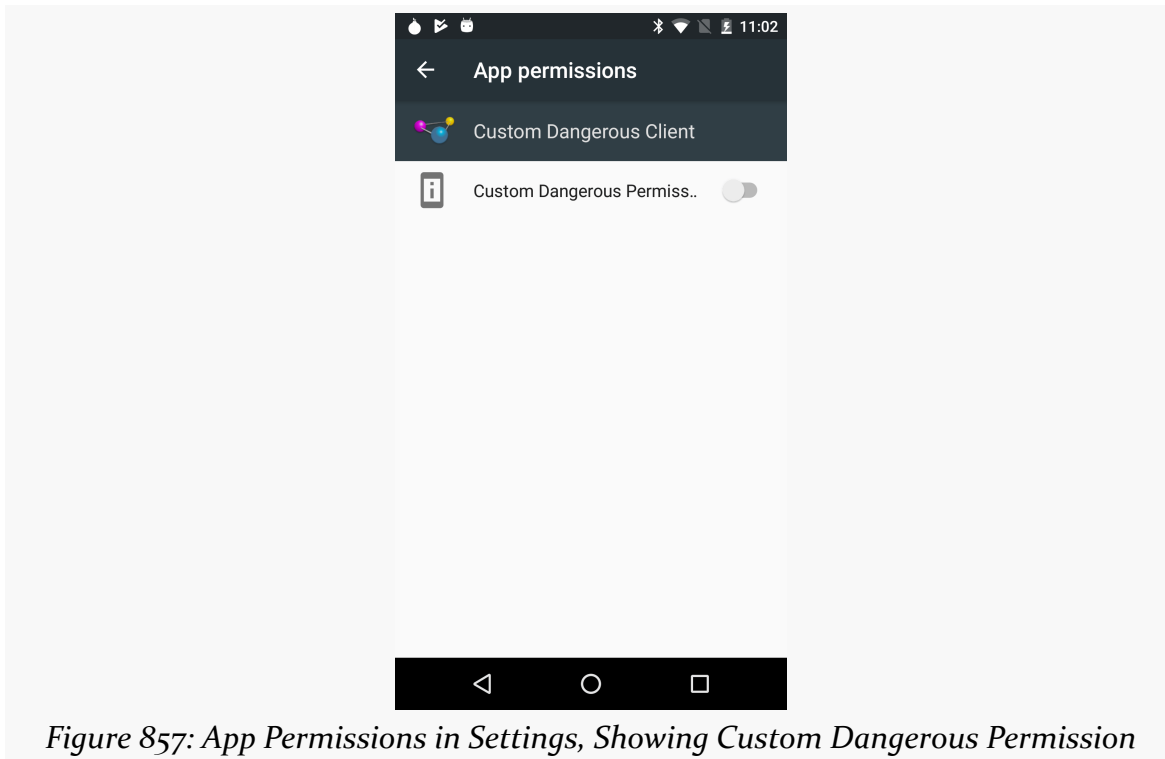 11:02
App permissions
Custom Dangerous Client
Custom Dangerous Permiss..
Figure 857: App Permissions in Settings, Showing Custom Dangerous Permission